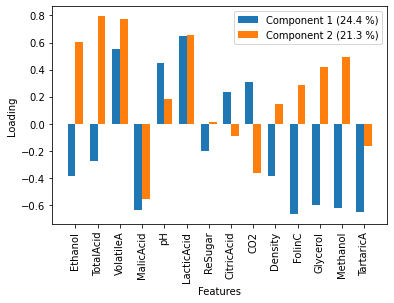 Component 1 (24.4 %)
Component 2 (21.3 %)
Loading
0.8
0.6
0.4
0.2
0.0
−0.2
−0.4
−0.6
Ethanol
TotalAcid
VolatileA
MalicAcid
pH
LacticAcid
ReSugar
CitricAcid
CO2
Density
FolinC
Glycerol
Methanol
TartaricA
Features